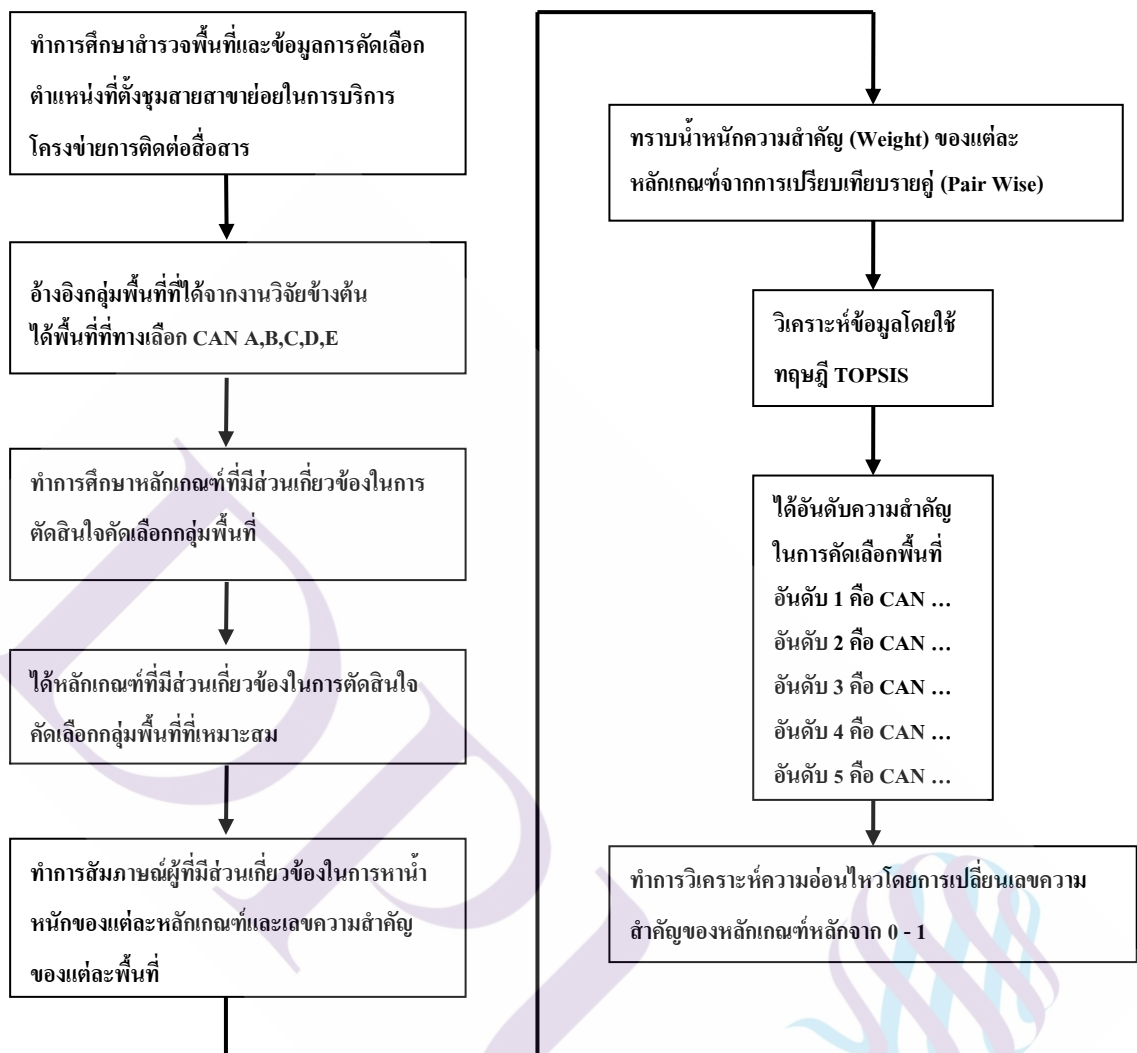 ทำการศึกษาสำรวจพื้นที่และข้อมูลการคัดเลือก
ตำแหน่งที่ตั้งชุมสายสาขาย่อยในการบริการ
โครงข่ายการติดต่อสื่อสาร
อ้างอิงกลุ่มพื้นที่ที่ได้จากงานวิจัยข้างต้น
ได้พื้นที่ที่ทางเลือก CAN A,B,C,D,E
ทำการศึกษาหลักเกณฑ์ที่มีส่วนเกี่ยวข้องในการ
ตัดสินใจคัดเลือกกลุ่มพื้นที่
ได้หลักเกณฑ์ที่มีส่วนเกี่ยวข้องในการตัดสินใจ
คัดเลือกกลุ่มพื้นที่ที่เหมาะสม
ทำการสัมภาษณ์ผู้ที่มีส่วนเกี่ยวข้องในการหาน้ำ
หนักของแต่ละหลักเกณฑ์และเลขความสำคัญ
ของแต่ละพื้นที่
ทราบน้ำหนักความสำคัญ (Weight) ของแต่ละ
หลักเกณฑ์จากการเปรียบเทียบรายคู่ (Pair Wise)
วิเคราะห์ข้อมูลโดยใช้
ทฤษฎี TOPSIS
ได้อันดับความสำคัญ
ในการคัดเลือกพื้นที่
อันดับ 1 คือ CAN …
อันดับ 2 คือ CAN …
อันดับ 3 คือ CAN …
อันดับ 4 คือ CAN …
อันดับ 5 คือ CAN …
ทำการวิเคราะห์ความอ่อนไหวโดยการเปลี่ยนเลขความ
สำคัญของหลักเกณฑ์หลักจาก 0 - 1